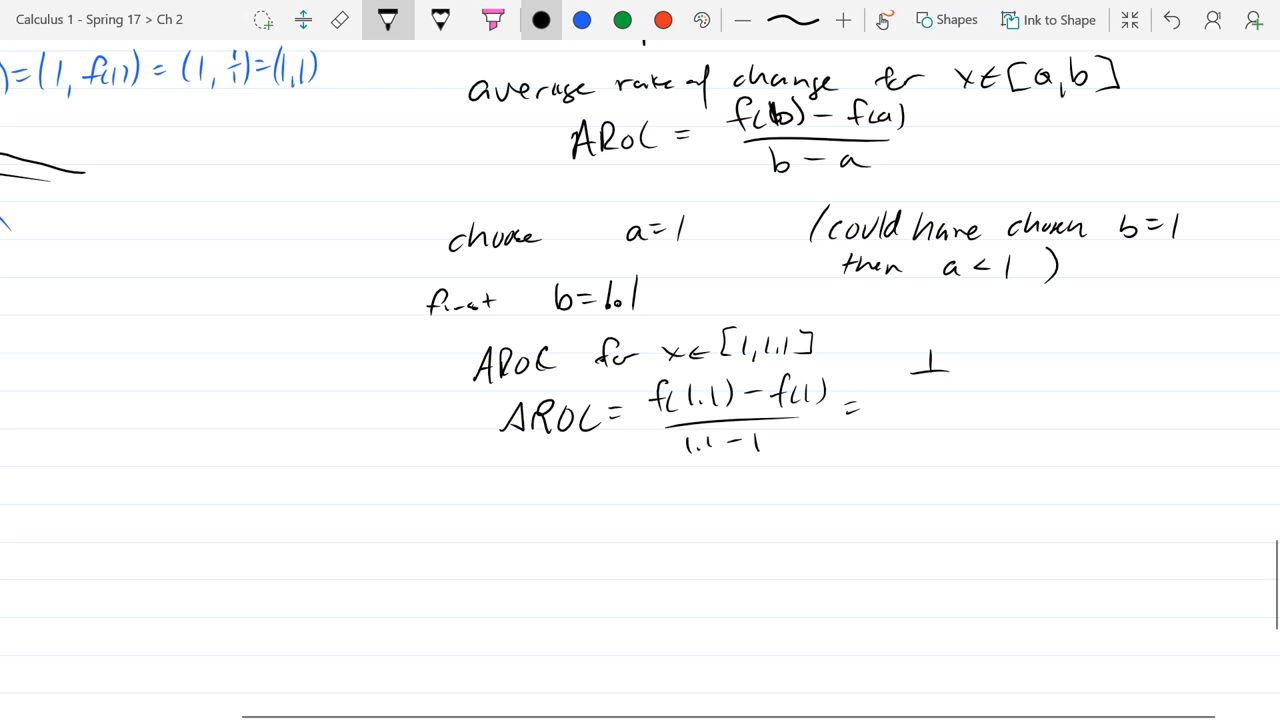 Calculus 1 - Spring 17 > Ch 2
Shapes
Ink to Shape
) = (1, f(1)) = (1, 1/1) = (1,1)
average rate of change for x ∈ [a,b]
AROC = (f(b) - f(a)) / (b - a)
choose a = 1 (could have chosen b = 1
then a < 1 )
first b = 1.1
AROC for x ∈ [1, 1.1]
AROC = (f(1.1) - f(1)) / (1.1 - 1) = 1